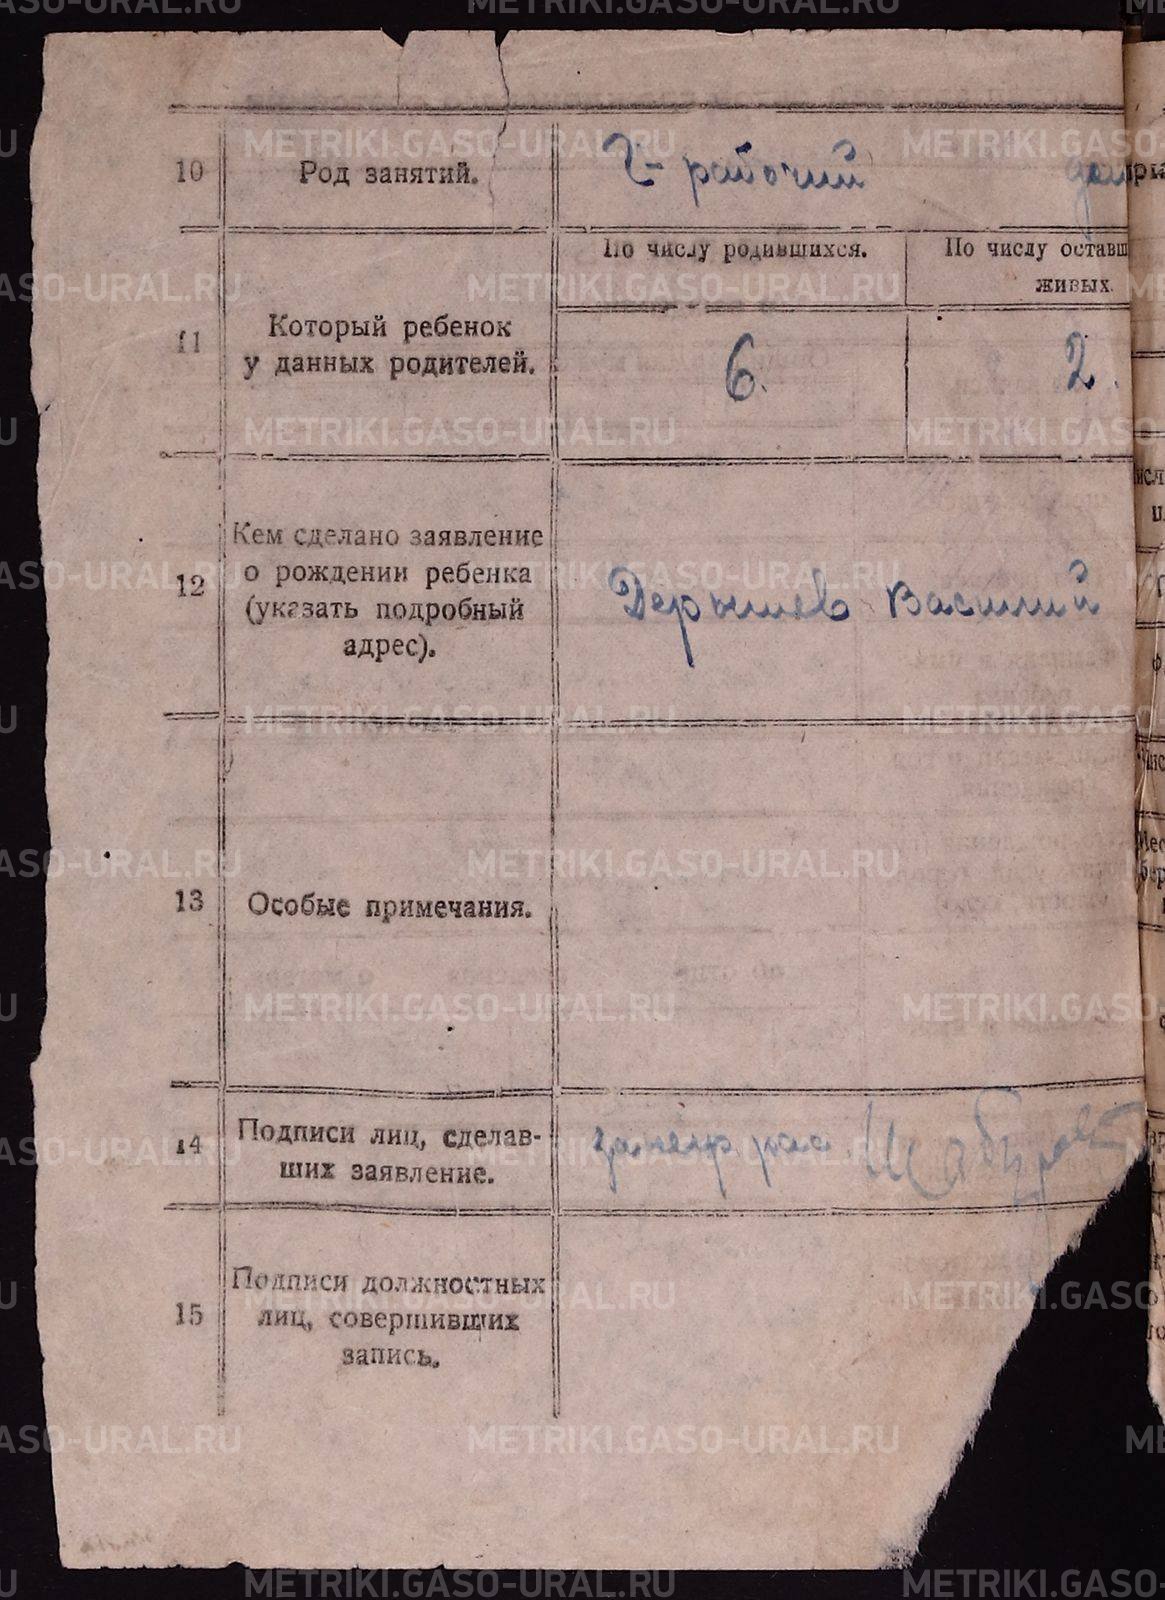 METRIKI.GASO-URAL.RU
10
Род занятий.
рабочий
По числу родившихся.
По числу оставш
живых.
11
Который ребенок
у данных родителей.
6.
2.
12
Кем сделано заявление
о рождении ребенка
(указать подробный
адрес).
Василий
13
Особые примечания.
14
Подписи лиц, сделав-
ших заявление.
15
Подписи должностных
лиц, совершивших
запись.